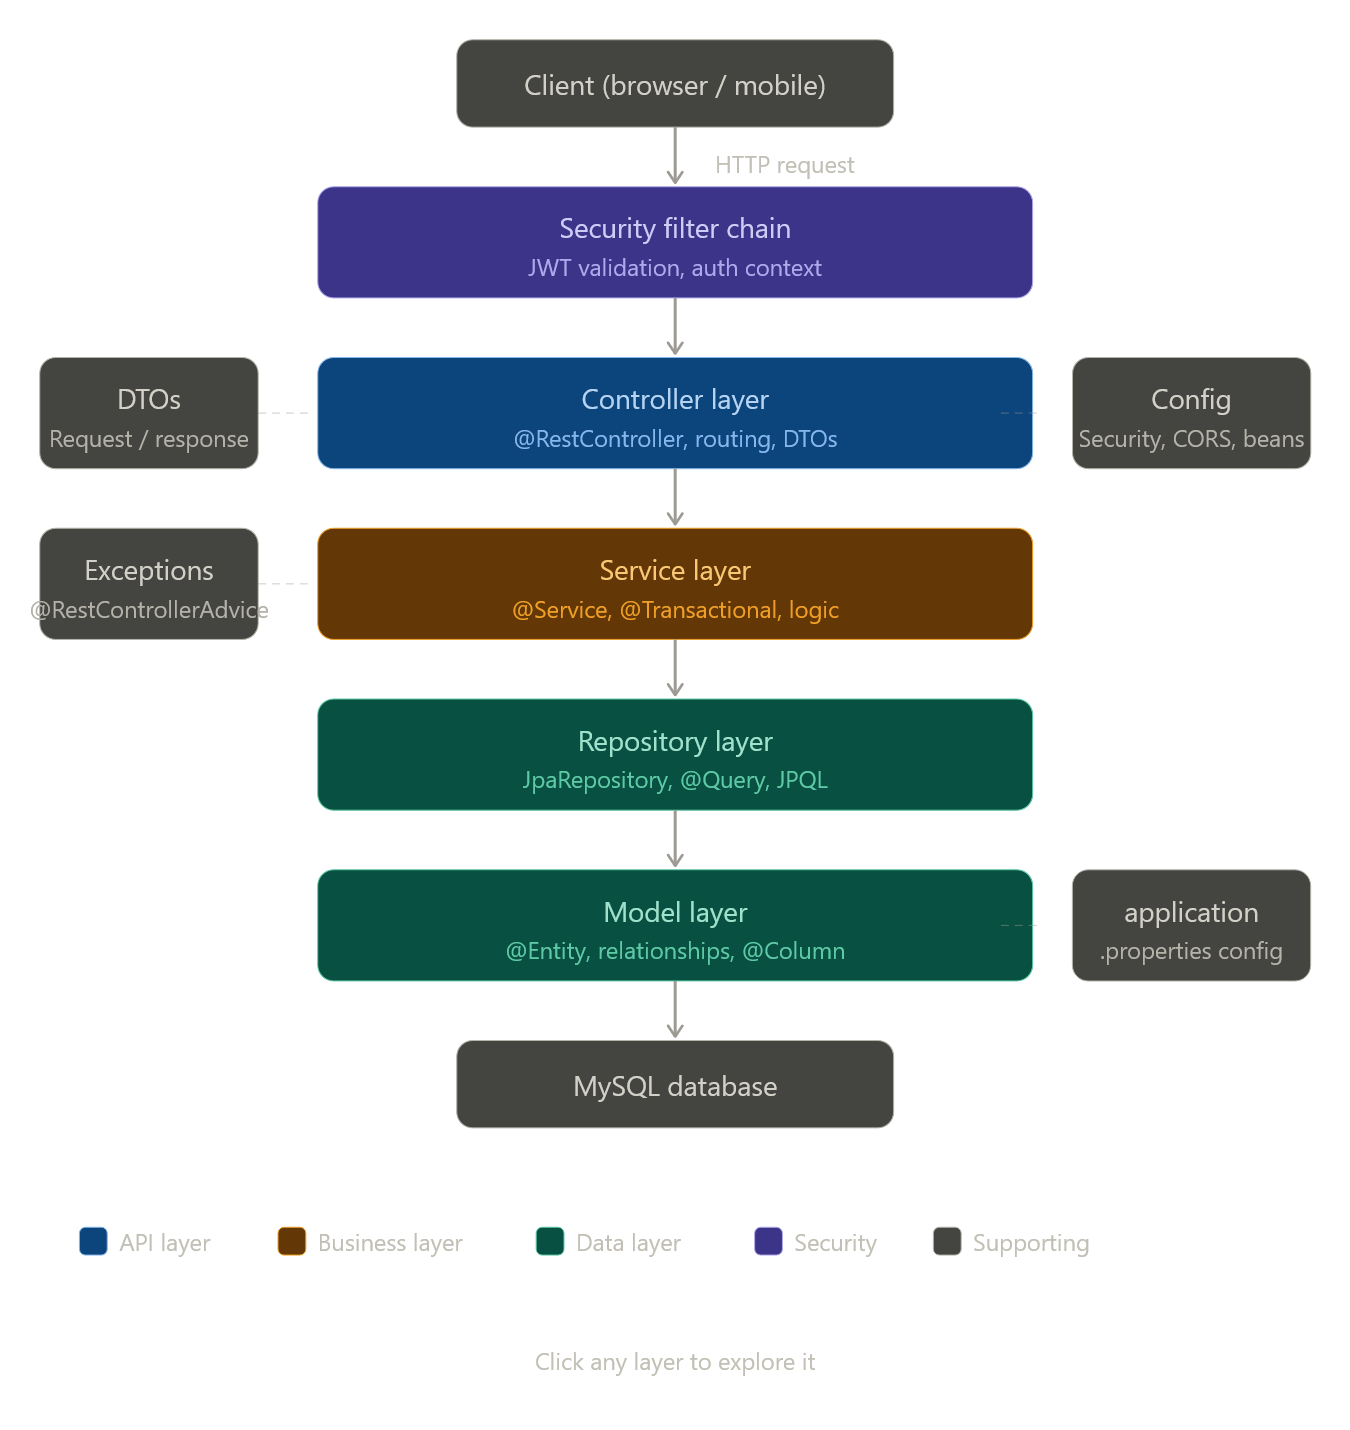 Client (browser / mobile)
HTTP request
Security filter chain
JWT validation, auth context
DTOs
Request / response
Controller layer
@RestController, routing, DTOs
Config
Security, CORS, beans
Exceptions
@RestControllerAdvice
Service layer
@Service, @Transactional, logic
Repository layer
JpaRepository, @Query, JPQL
Model layer
@Entity, relationships, @Column
application
.properties config
MySQL database
API layer
Business layer
Data layer
Security
Supporting
Click any layer to explore it